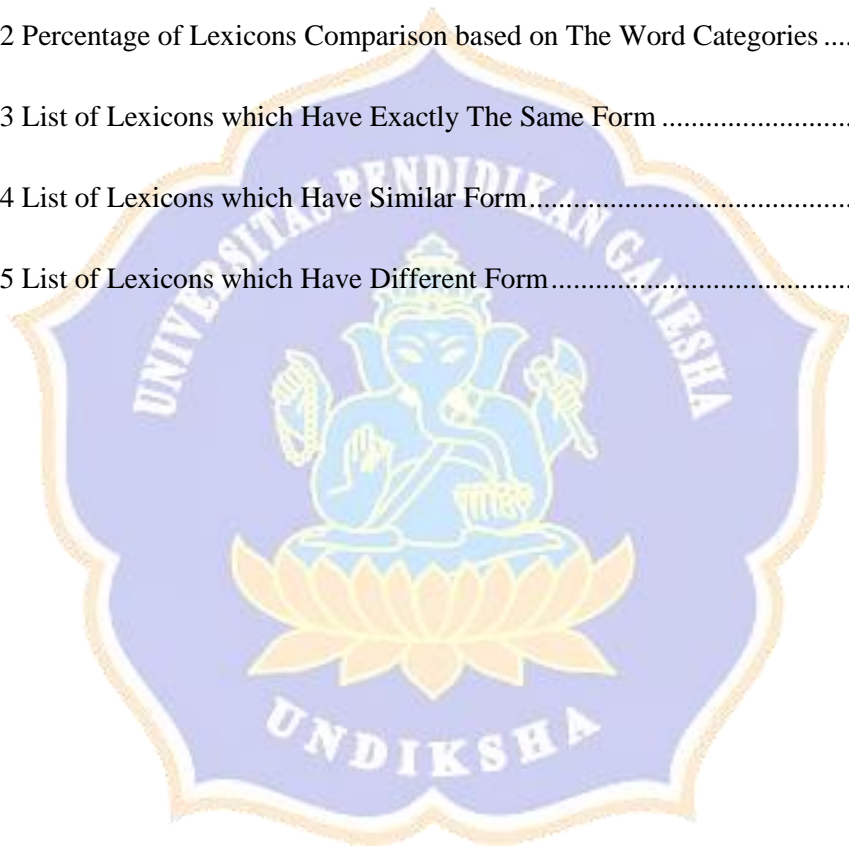 2 Percentage of Lexicons Comparison based on The Word Categories ....
3 List of Lexicons which Have Exactly The Same Form ..........................
4 List of Lexicons which Have Similar Form............................................
5 List of Lexicons which Have Different Form.........................................
UNIVERSITAS PENDIDIKAN GANESHA
UNDIKSHA